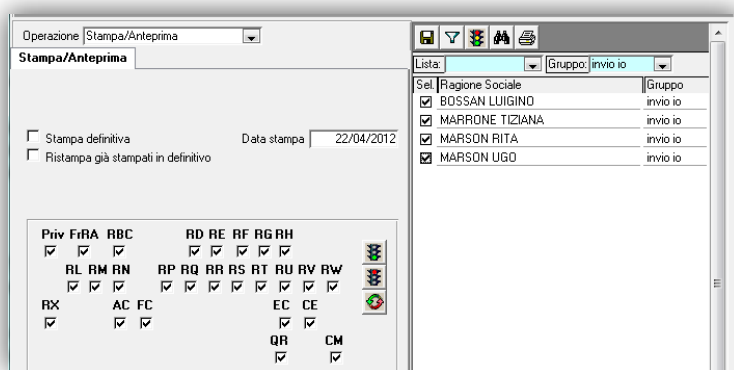 Operazione Stampa/Anteprima
Stampa/Anteprima
Stampa definitiva Data stampa 22/04/2012
Ristampa già stampati in definitivo
Priv FrRA RBC RD RE RF RG RH
RL RM RN RP RQ RR RS RT RU RV RW
RX AC FC EC CE
QR CM
Lista: Gruppo: invio io
Sel. Ragione Sociale Gruppo
BOSSAN LUIGINO invio io
MARRONE TIZIANA invio io
MARSON RITA invio io
MARSON UGO invio io